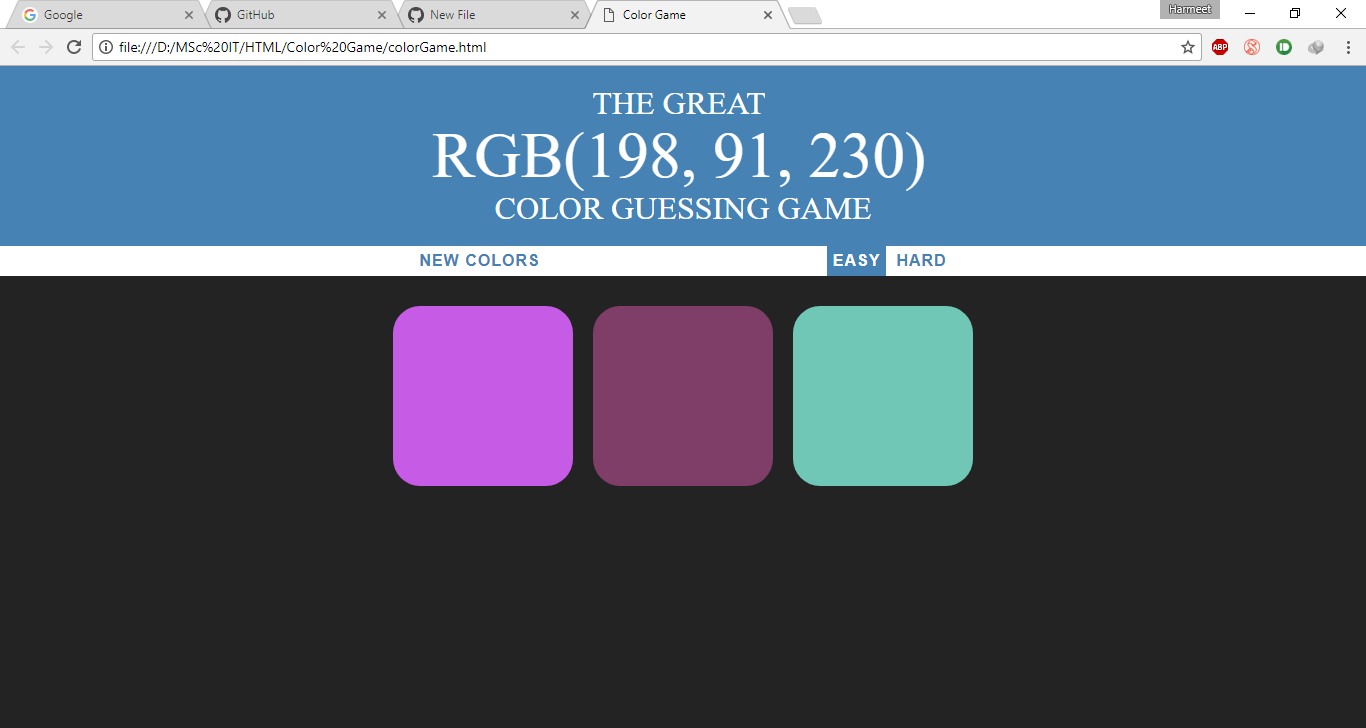 Google
GitHub
New File
Color Game
Harmeet
file:///D:/MSc%20IT/HTML/Color%20Game/colorGame.html
ABP
THE GREAT
RGB(198, 91, 230)
COLOR GUESSING GAME
NEW COLORS
EASY
HARD